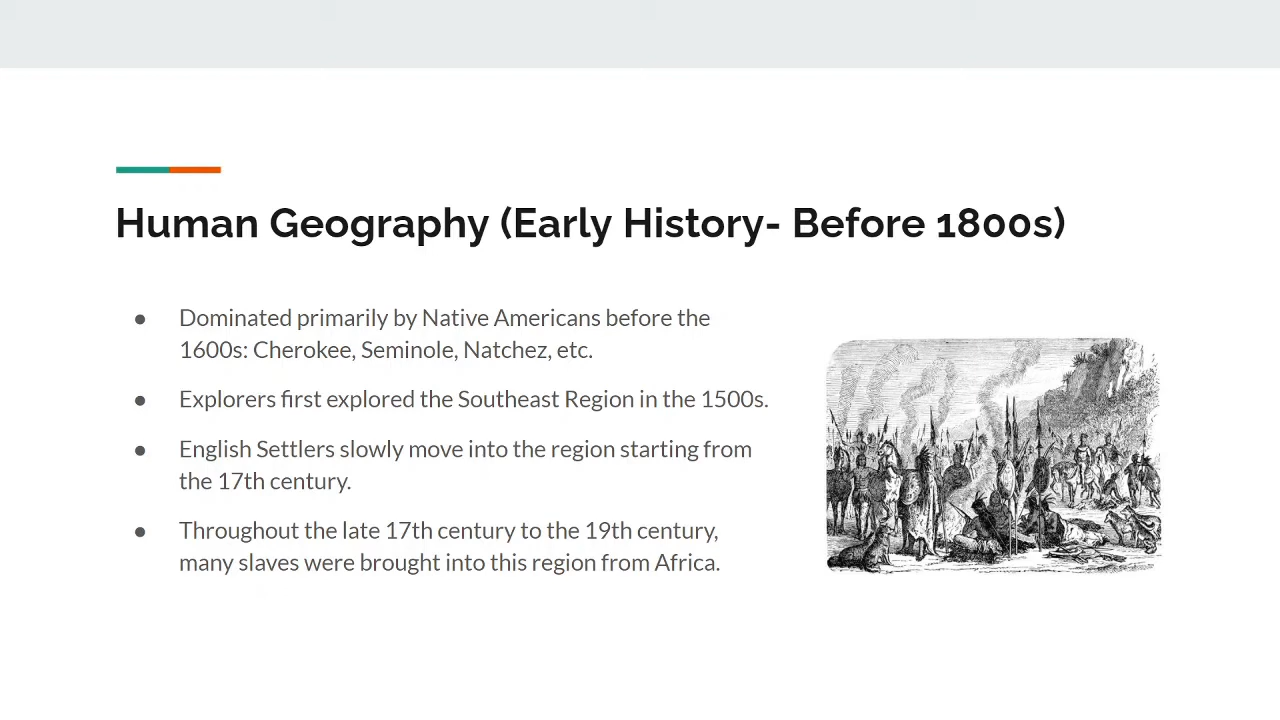 Human Geography (Early History- Before 1800s)
● Dominated primarily by Native Americans before the
1600s: Cherokee, Seminole, Natchez, etc.
● Explorers first explored the Southeast Region in the 1500s.
● English Settlers slowly move into the region starting from
the 17th century.
● Throughout the late 17th century to the 19th century,
many slaves were brought into this region from Africa.